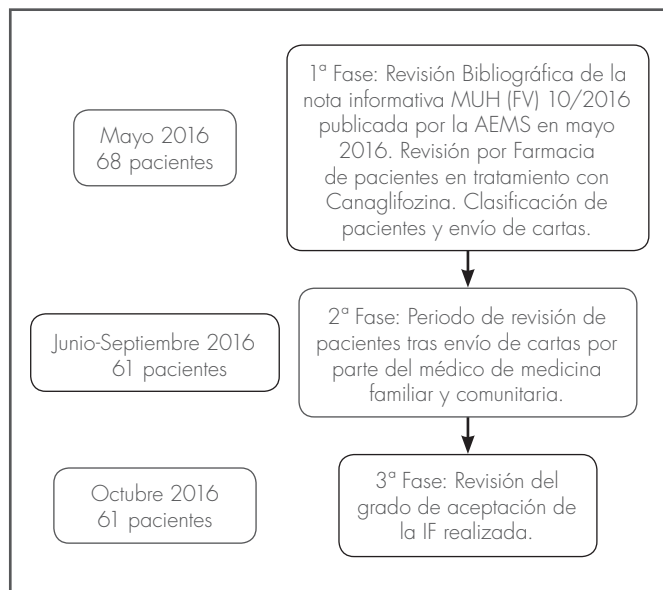 Mayo 2016
68 pacientes
1ª Fase: Revisión Bibliográfica de la
nota informativa MUH (FV) 10/2016
publicada por la AEMS en mayo
2016. Revisión por Farmacia
de pacientes en tratamiento con
Canaglifozina. Clasificación de
pacientes y envío de cartas.
Junio-Septiembre 2016
61 pacientes
2ª Fase: Periodo de revisión de
pacientes tras envío de cartas por
parte del médico de medicina
familiar y comunitaria.
Octubre 2016
61 pacientes
3ª Fase: Revisión del
grado de aceptación de
la IF realizada.